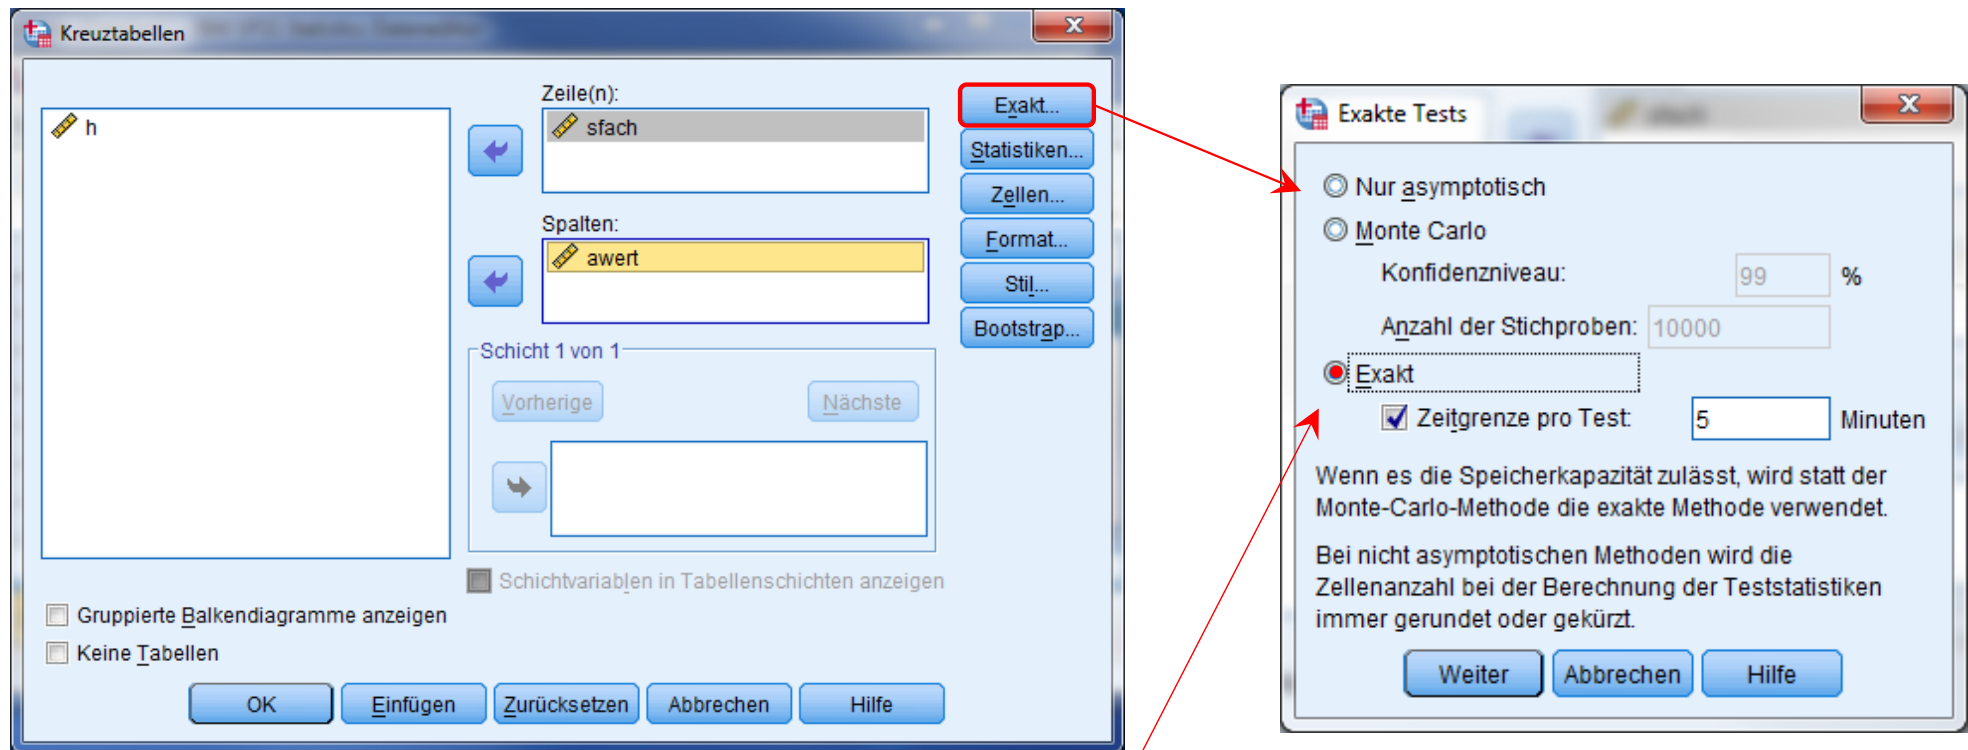 Kreuztabellen
h
Zeile(n):
sfach
Spalten:
awert
Schicht 1 von 1
Vorherige
Nächste
Schichtvariablen in Tabellenschichten anzeigen
Gruppierte Balkendiagramme anzeigen
Keine Tabellen
Exakt...
Statistiken...
Zellen...
Format...
Stil...
Bootstrap...
OK
Einfügen
Zurücksetzen
Abbrechen
Hilfe
Exakte Tests
Nur asymptotisch
Monte Carlo
Konfidenzniveau: 99 %
Anzahl der Stichproben: 10000
Exakt
Zeitgrenze pro Test: 5 Minuten
Wenn es die Speicherkapazität zulässt, wird statt der
Monte-Carlo-Methode die exakte Methode verwendet.
Bei nicht asymptotischen Methoden wird die
Zellenanzahl bei der Berechnung der Teststatistiken
immer gerundet oder gekürzt.
Weiter
Abbrechen
Hilfe